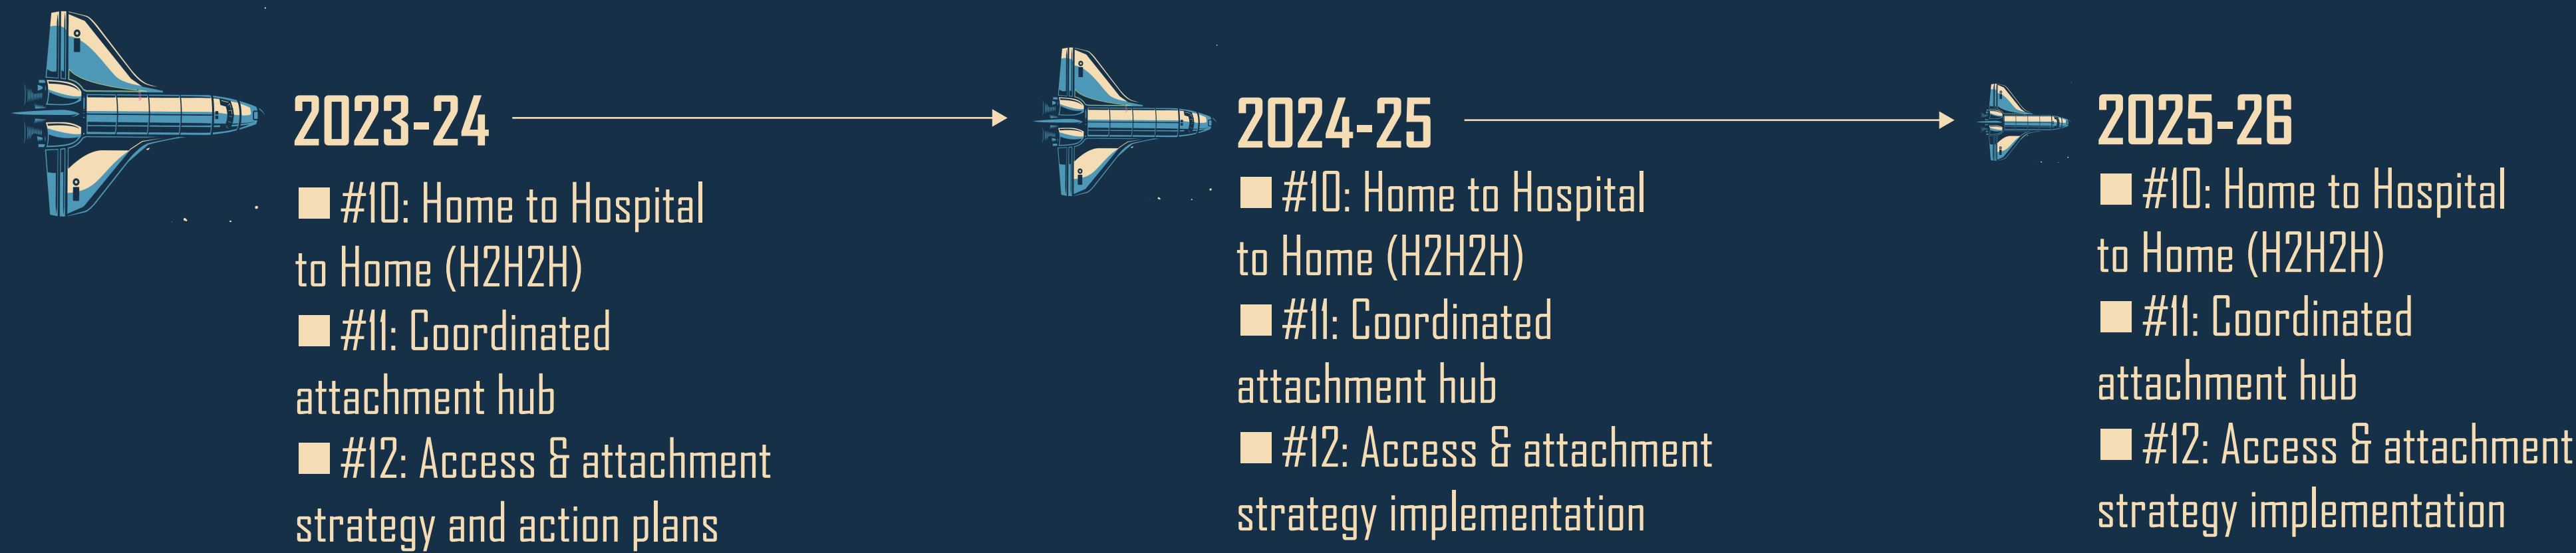 2023-24
■ #10: Home to Hospital
to Home (H2H2H)
■ #11: Coordinated
attachment hub
■ #12: Access & attachment
strategy and action plans
2024-25
■ #10: Home to Hospital
to Home (H2H2H)
■ #11: Coordinated
attachment hub
■ #12: Access & attachment
strategy implementation
2025-26
■ #10: Home to Hospital
to Home (H2H2H)
■ #11: Coordinated
attachment hub
■ #12: Access & attachment
strategy implementation